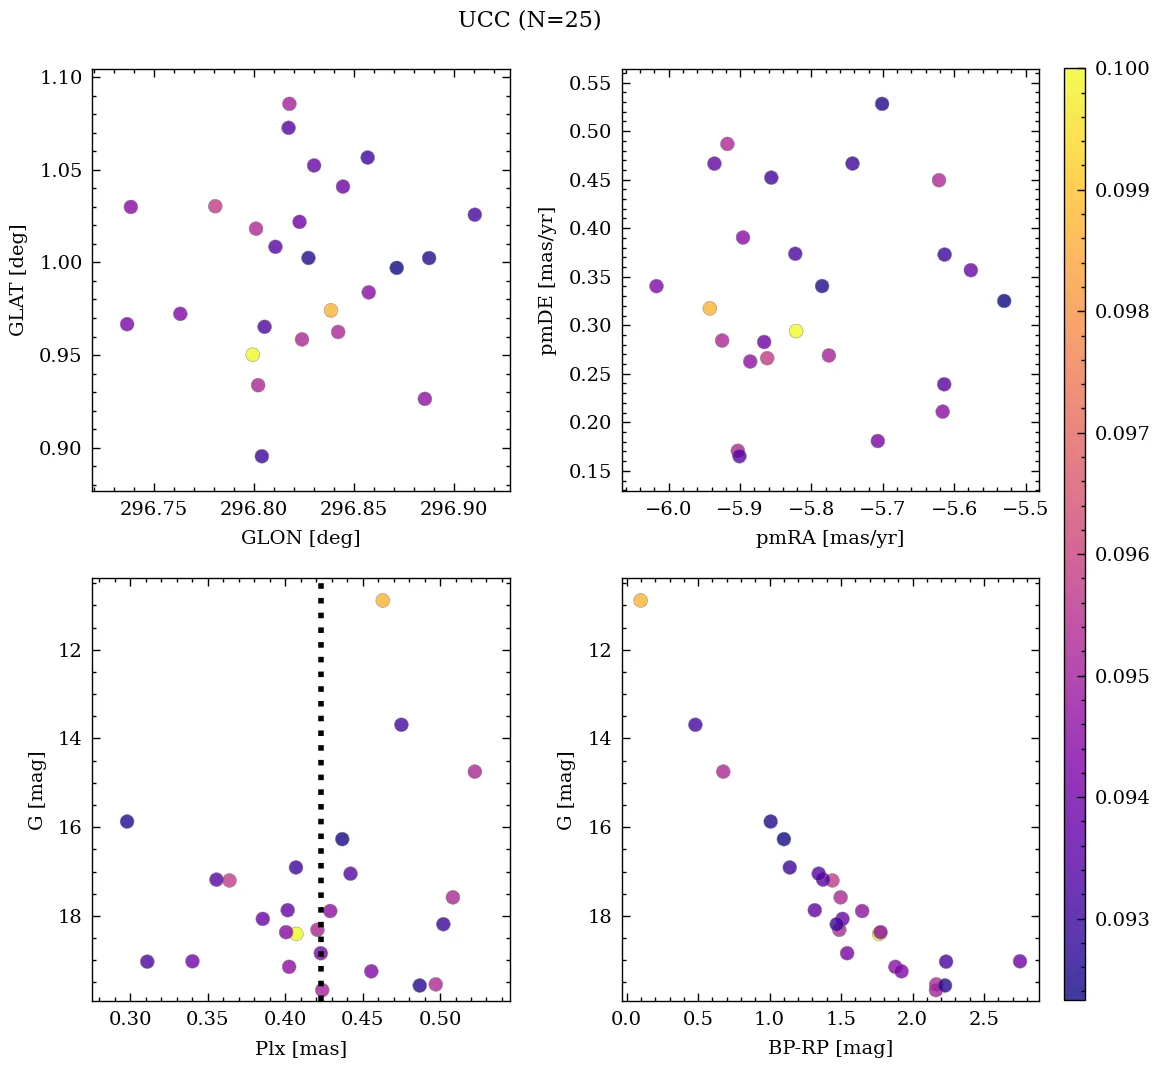 UCC (N=25)
1.10
1.05
1.00
0.95
0.90
GLAT [deg]
296.75 296.80 296.85 296.90
GLON [deg]
0.55
0.50
0.45
0.40
0.35
0.30
0.25
0.20
0.15
pmDE [mas/yr]
−6.0 −5.9 −5.8 −5.7 −5.6 −5.5
pmRA [mas/yr]
12
14
16
18
G [mag]
0.30 0.35 0.40 0.45 0.50
Plx [mas]
12
14
16
18
G [mag]
0.0 0.5 1.0 1.5 2.0 2.5
BP-RP [mag]
0.100
0.099
0.098
0.097
0.096
0.095
0.094
0.093